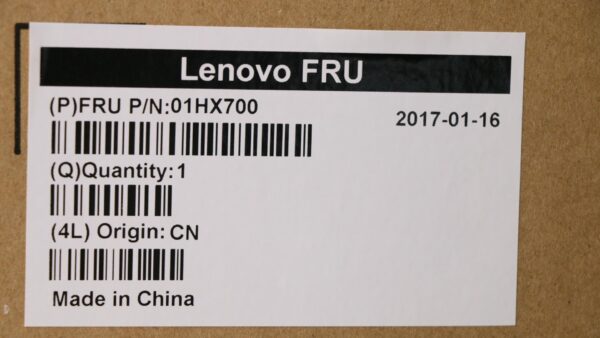 Lenovo FRU
(P)FRU P/N:01HX700
2017-01-16
(Q)Quantity:1
(4L) Origin:CN
Made in China